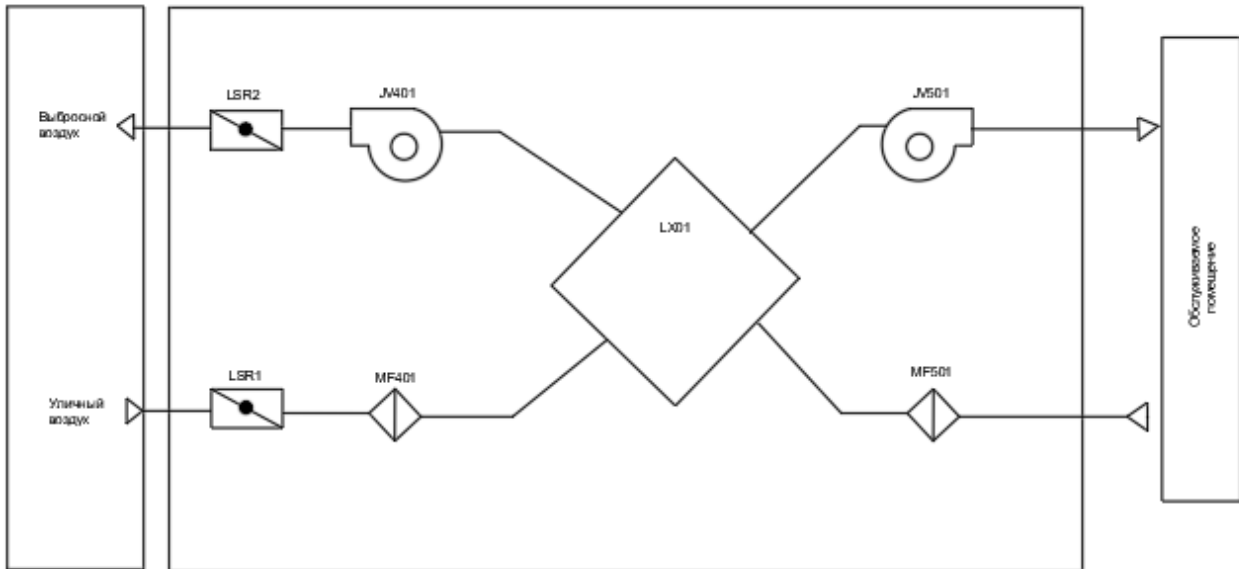 LSR2
JV401
JV501
Выбросной
воздух
LX01
Обслуживаемое
помещение
LSR1
MF401
MF501
Уличный
воздух